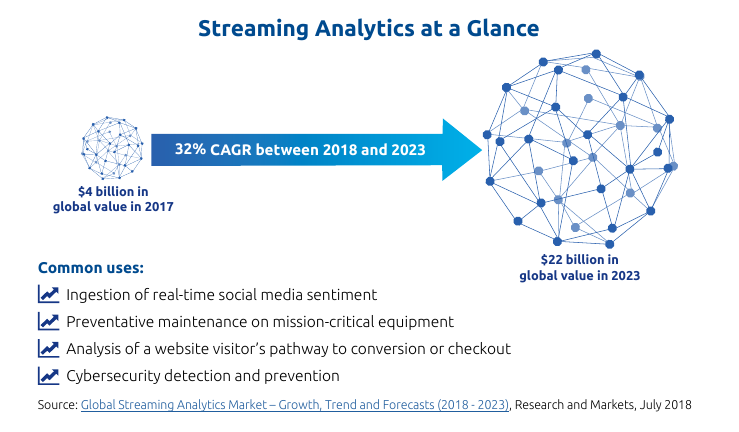 Streaming Analytics at a Glance
32% CAGR between 2018 and 2023
$4 billion in
global value in 2017
$22 billion in
global value in 2023
Common uses:
Ingestion of real-time social media sentiment
Preventative maintenance on mission-critical equipment
Analysis of a website visitor’s pathway to conversion or checkout
Cybersecurity detection and prevention
Source: Global Streaming Analytics Market – Growth, Trend and Forecasts (2018 - 2023), Research and Markets, July 2018